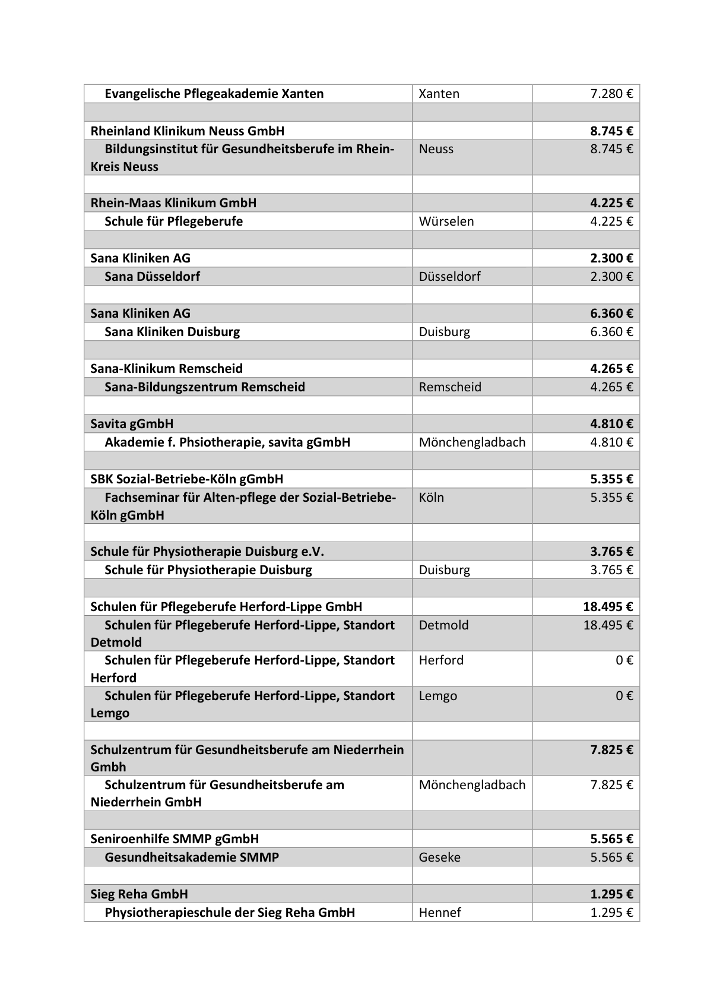 Evangelische Pflegeakademie Xanten Xanten 7.280 €
Rheinland Klinikum Neuss GmbH 8.745 €
Bildungsinstitut für Gesundheitsberufe im Rhein- Neuss 8.745 €
Kreis Neuss
Rhein-Maas Klinikum GmbH 4.225 €
Schule für Pflegeberufe Würselen 4.225 €
Sana Kliniken AG 2.300 €
Sana Düsseldorf Düsseldorf 2.300 €
Sana Kliniken AG 6.360 €
Sana Kliniken Duisburg Duisburg 6.360 €
Sana-Klinikum Remscheid 4.265 €
Sana-Bildungszentrum Remscheid Remscheid 4.265 €
Savita gGmbH 4.810 €
Akademie f. Phsiotherapie, savita gGmbH Mönchengladbach 4.810 €
SBK Sozial-Betriebe-Köln gGmbH 5.355 €
Fachseminar für Alten-pflege der Sozial-Betriebe- Köln 5.355 €
Köln gGmbH
Schule für Physiotherapie Duisburg e.V. 3.765 €
Schule für Physiotherapie Duisburg Duisburg 3.765 €
Schulen für Pflegeberufe Herford-Lippe GmbH 18.495 €
Schulen für Pflegeberufe Herford-Lippe, Standort Detmold 18.495 €
Detmold
Schulen für Pflegeberufe Herford-Lippe, Standort Herford 0 €
Herford
Schulen für Pflegeberufe Herford-Lippe, Standort Lemgo 0 €
Lemgo
Schulzentrum für Gesundheitsberufe am Niederrhein 7.825 €
Gmbh
Schulzentrum für Gesundheitsberufe am Mönchengladbach 7.825 €
Niederrhein GmbH
Seniroenhilfe SMMP gGmbH 5.565 €
Gesundheitsakademie SMMP Geseke 5.565 €
Sieg Reha GmbH 1.295 €
Physiotherapieschule der Sieg Reha GmbH Hennef 1.295 €